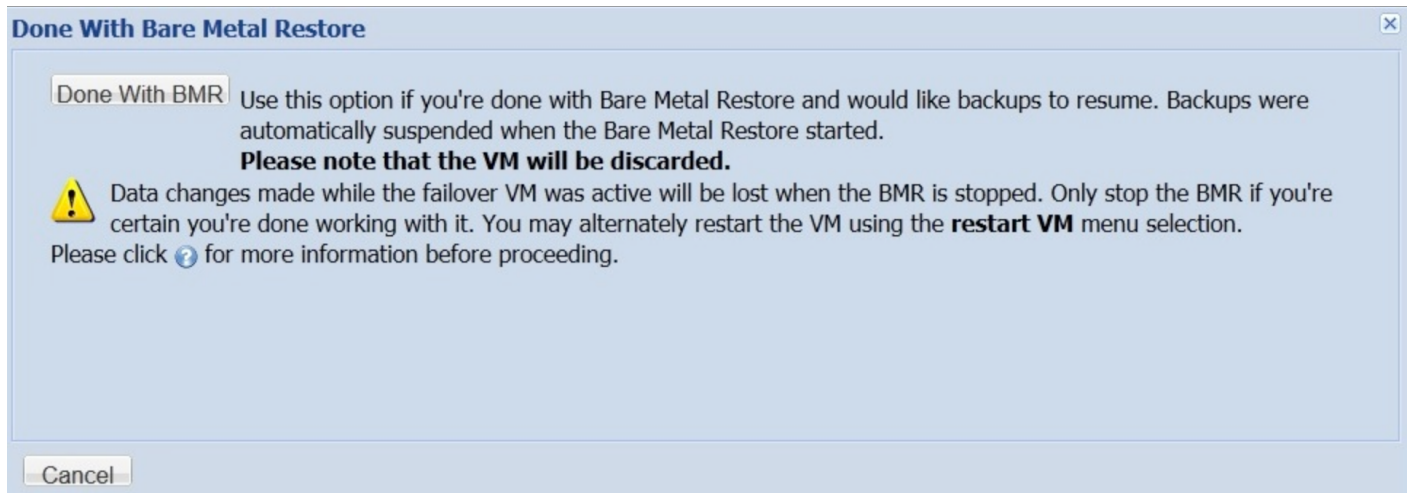 Done With Bare Metal Restore
Done With BMR Use this option if you're done with Bare Metal Restore and would like backups to resume. Backups were
automatically suspended when the Bare Metal Restore started.
Please note that the VM will be discarded.
Data changes made while the failover VM was active will be lost when the BMR is stopped. Only stop the BMR if you're
certain you're done working with it. You may alternately restart the VM using the restart VM menu selection.
Please click ? for more information before proceeding.
Cancel